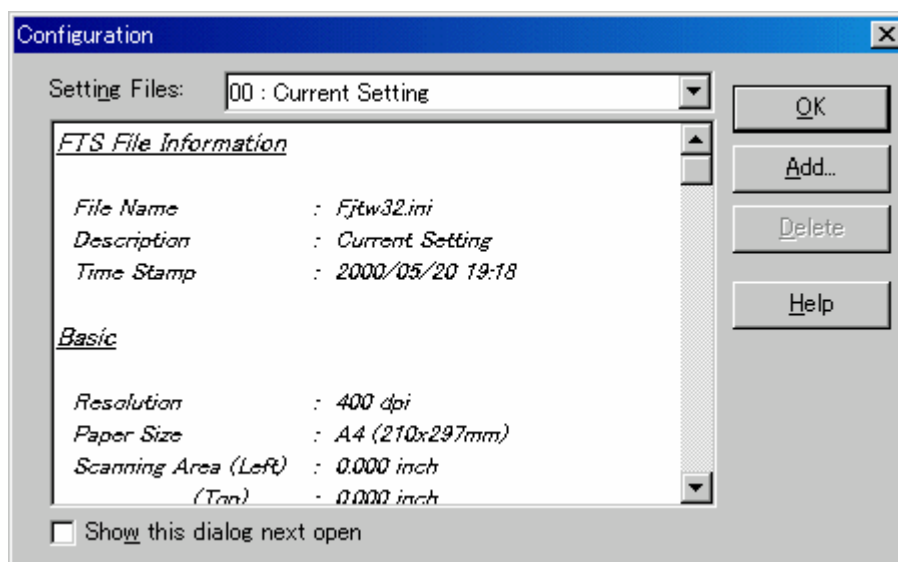 Configuration
Setting Files: 00 : Current Setting
OK
Add...
Delete
Help
FTS File Information
File Name : Fjtw32.ini
Description : Current Setting
Time Stamp : 2000/05/20 19:18
Basic
Resolution : 400 dpi
Paper Size : A4 (210x297mm)
Scanning Area (Left) : 0.000 inch
(Top) : 0.000 inch
Show this dialog next open